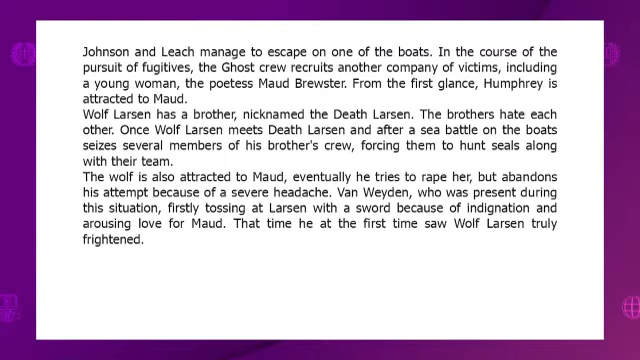 Johnson and Leach manage to escape on one of the boats. In the course of the
pursuit of fugitives, the Ghost crew recruits another company of victims, including
a young woman, the poetess Maud Brewster. From the first glance, Humphrey is
attracted to Maud.
Wolf Larsen has a brother, nicknamed the Death Larsen. The brothers hate each
other. Once Wolf Larsen meets Death Larsen and after a sea battle on the boats
seizes several members of his brother's crew, forcing them to hunt seals along
with their team.
The wolf is also attracted to Maud, eventually he tries to rape her, but abandons
his attempt because of a severe headache. Van Weyden, who was present during
this situation, firstly tossing at Larsen with a sword because of indignation and
arousing love for Maud. That time he at the first time saw Wolf Larsen truly
frightened.